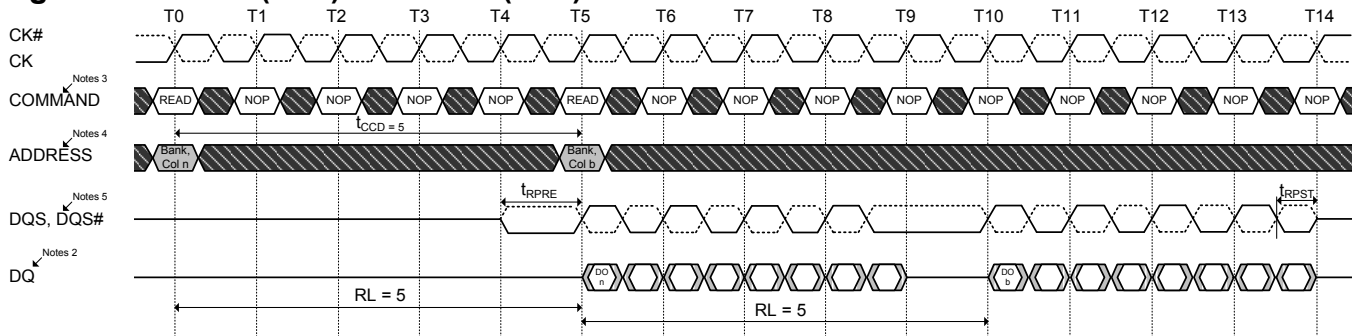 T0 T1 T2 T3 T4 T5 T6 T7 T8 T9 T10 T11 T12 T13 T14
CK#
CK
Notes 3
COMMAND READ NOP NOP NOP NOP READ NOP NOP NOP NOP NOP NOP NOP NOP NOP
tCCD = 5
Notes 4
ADDRESS
Bank, Bank,
Col n Col b
Notes 5
tRPRE tRPST
DQS, DQS#
Notes 2
DQ
DO DO
n b
RL = 5
RL = 5